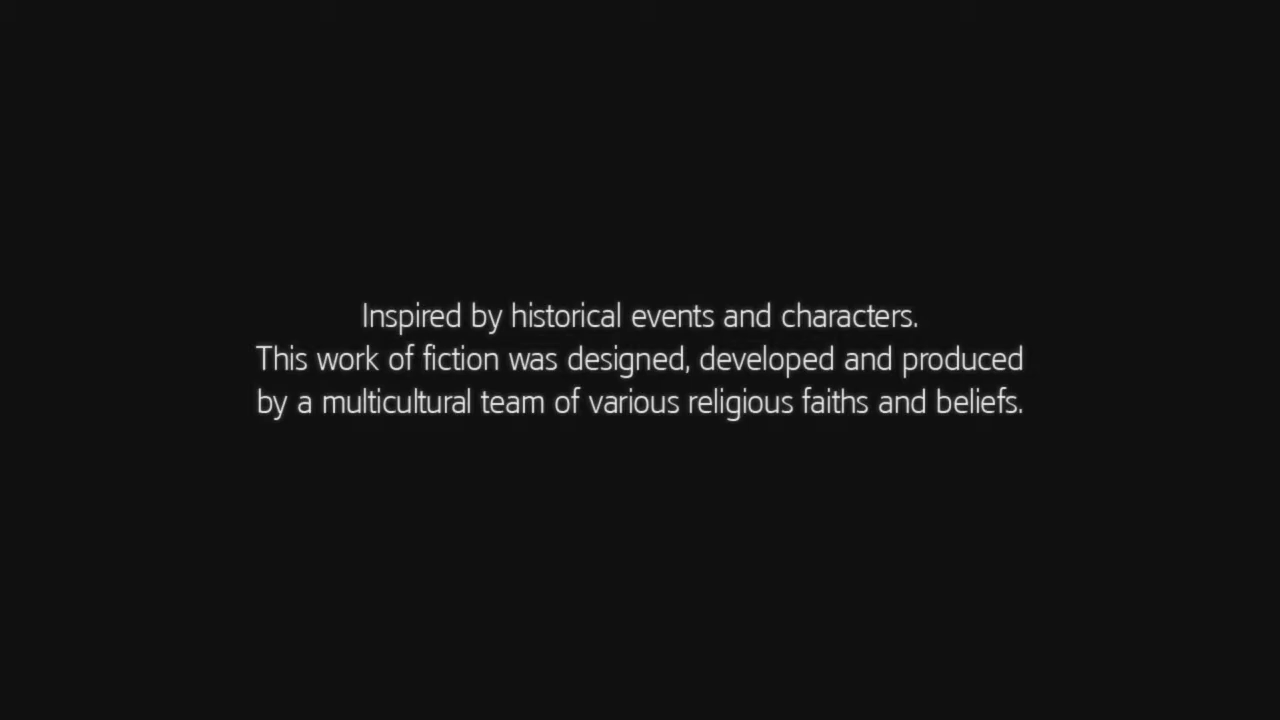 Inspired by historical events and characters.
This work of fiction was designed, developed and produced
by a multicultural team of various religious faiths and beliefs.